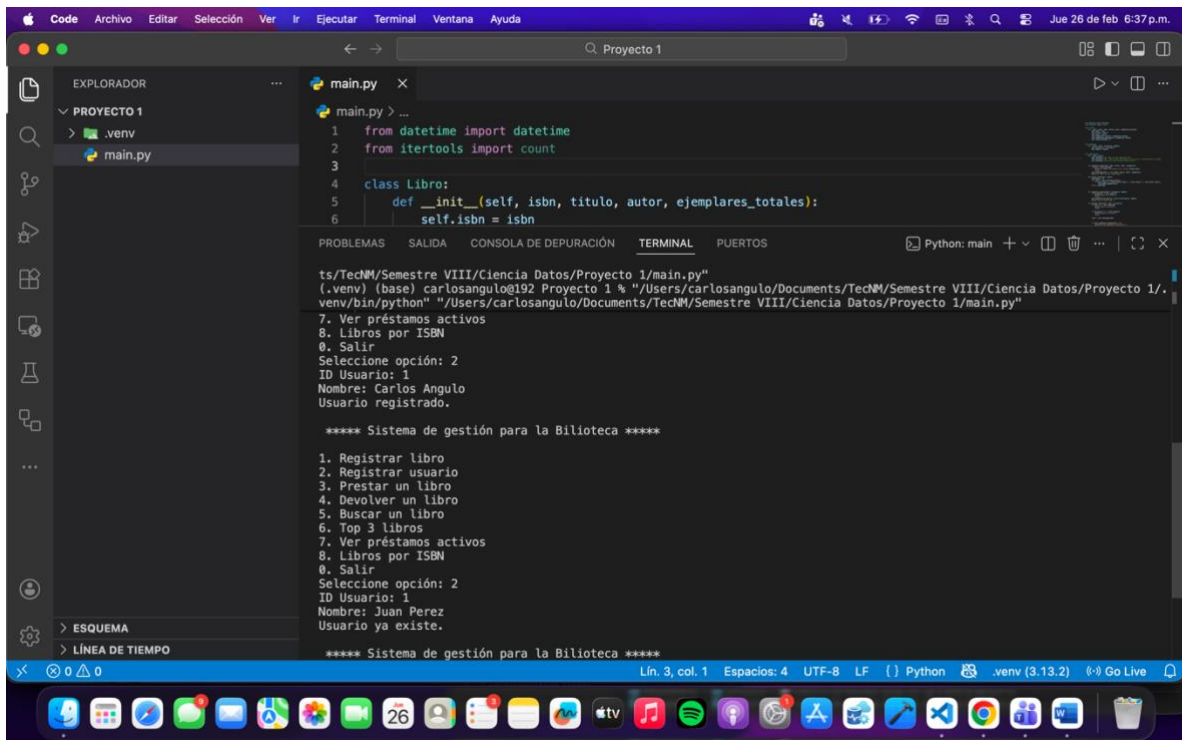 Code Archivo Editar Selección Ver Ir Ejecutar Terminal Ventana Ayuda Jue 26 de feb 6:37 p.m.
Proyecto 1
EXPLORADOR
PROYECTO 1
.venv
main.py
main.py
main.py > ...
1 from datetime import datetime
2 from itertools import count
3
4 class Libro:
5 def __init__(self, isbn, titulo, autor, ejemplares_totales):
6 self.isbn = isbn
PROBLEMAS SALIDA CONSOLA DE DEPURACIÓN TERMINAL PUERTOS Python: main
ts/TecNM/Semestre VIII/Ciencia Datos/Proyecto 1/main.py"
(.venv) (base) carlosangulo@192 Proyecto 1 % "/Users/carlosangulo/Documents/TecNM/Semestre VIII/Ciencia Datos/Proyecto 1/.
venv/bin/python" "/Users/carlosangulo/Documents/TecNM/Semestre VIII/Ciencia Datos/Proyecto 1/main.py"
7. Ver préstamos activos
8. Libros por ISBN
0. Salir
Seleccione opción: 2
ID Usuario: 1
Nombre: Carlos Angulo
Usuario registrado.
***** Sistema de gestión para la Bilioteca *****
1. Registrar libro
2. Registrar usuario
3. Prestar un libro
4. Devolver un libro
5. Buscar un libro
6. Top 3 libros
7. Ver préstamos activos
8. Libros por ISBN
0. Salir
Seleccione opción: 2
ID Usuario: 1
Nombre: Juan Perez
Usuario ya existe.
***** Sistema de gestión para la Bilioteca *****
ESQUEMA
LÍNEA DE TIEMPO
0 0 Lín. 3, col. 1 Espacios: 4 UTF-8 LF { } Python .venv (3.13.2) Go Live
26
tv